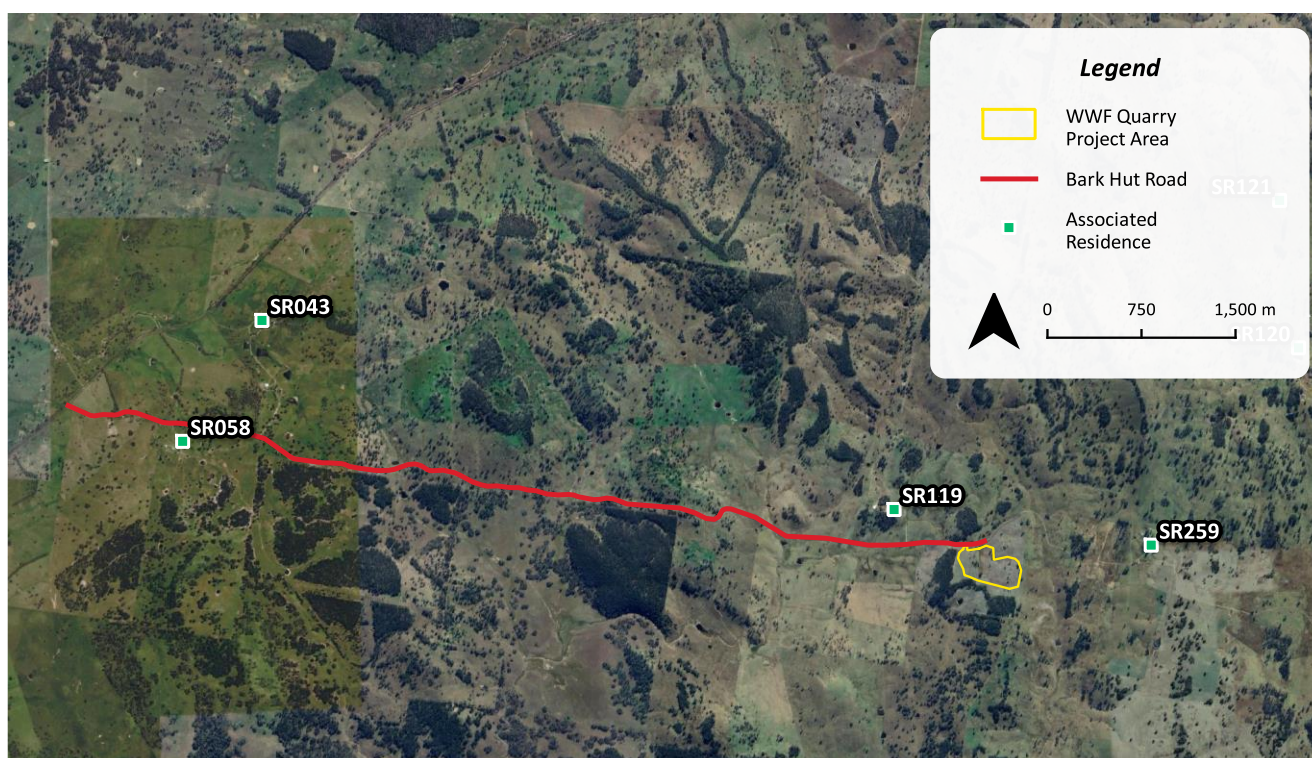 Legend
WWF Quarry
Project Area
Bark Hut Road
SR121
Associated
Residence
0 750 1,500 m
SR120
SR043
SR058
SR119
SR259